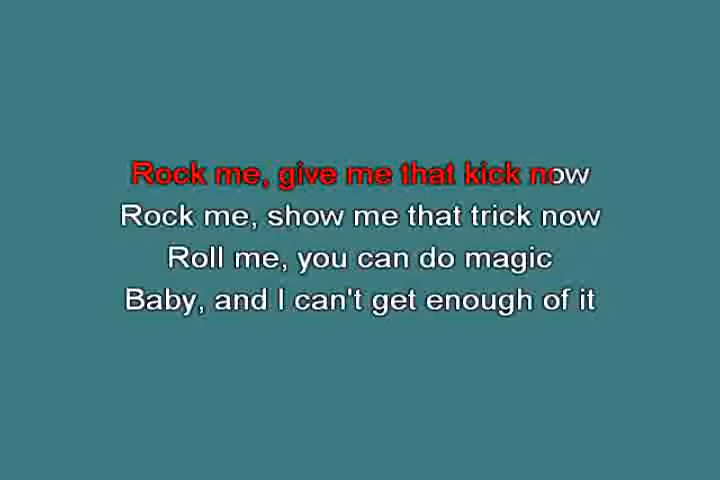 Rock me, give me that kick now
Rock me, show me that trick now
Roll me, you can do magic
Baby, and I can't get enough of it